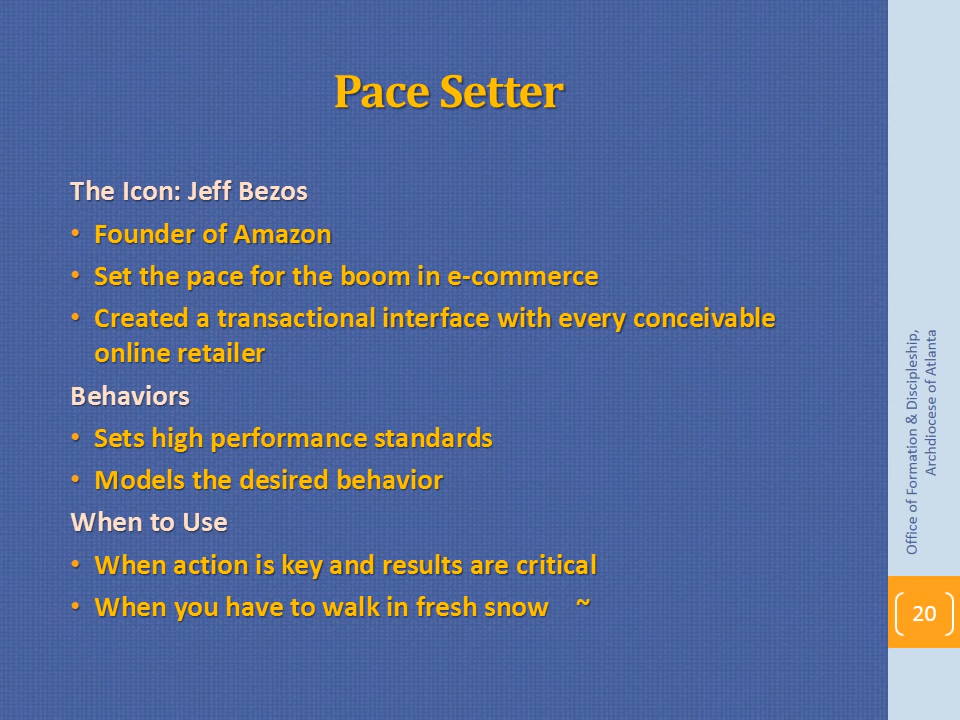 Pace Setter
The Icon: Jeff Bezos
• Founder of Amazon
• Set the pace for the boom in e-commerce
• Created a transactional interface with every conceivable
online retailer
Behaviors
• Sets high performance standards
• Models the desired behavior
When to Use
• When action is key and results are critical
• When you have to walk in fresh snow ~
Office of Formation & Discipleship,
Archdiocese of Atlanta
20